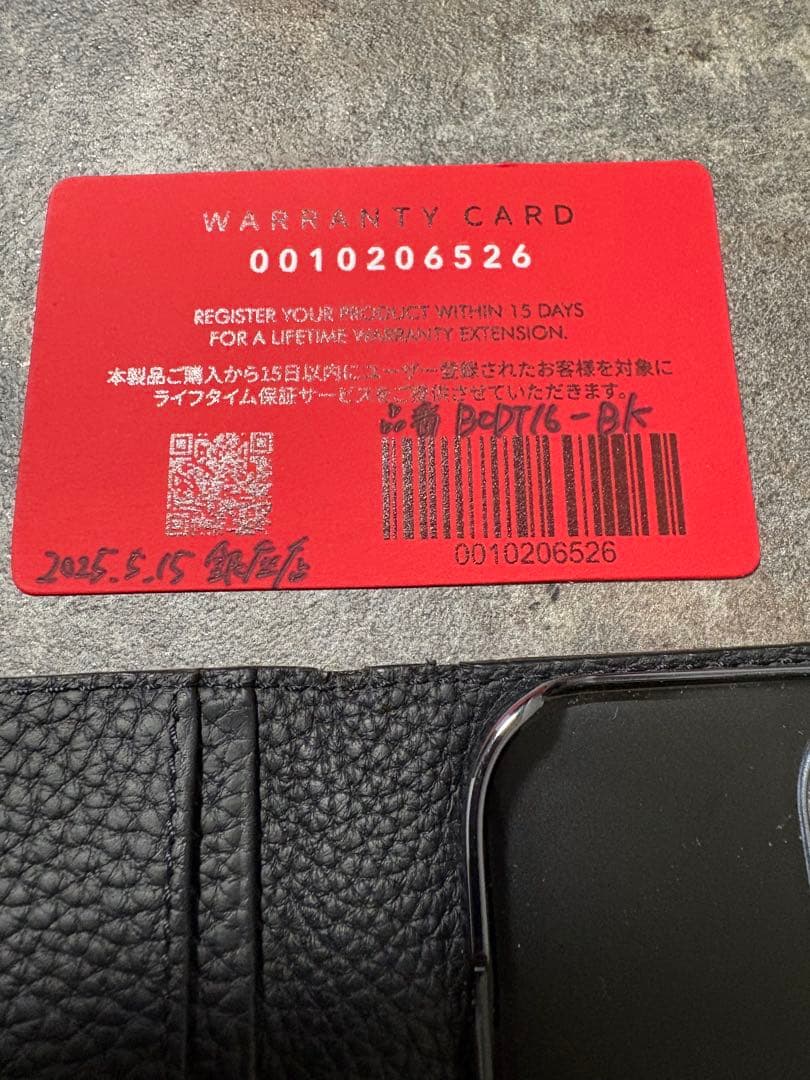 WARRANTY CARD
0010206526
REGISTER YOUR PRODUCT WITHIN 15 DAYS
FOR A LIFETIME WARRANTY EXTENSION.
本製品ご購入から15日以内にユーザー登録されたお客様を対象に
ライフタイム保証サービスをご提供させていただきます。
品番 BCDT16-BK
0010206526
2025.5.15 銀座店